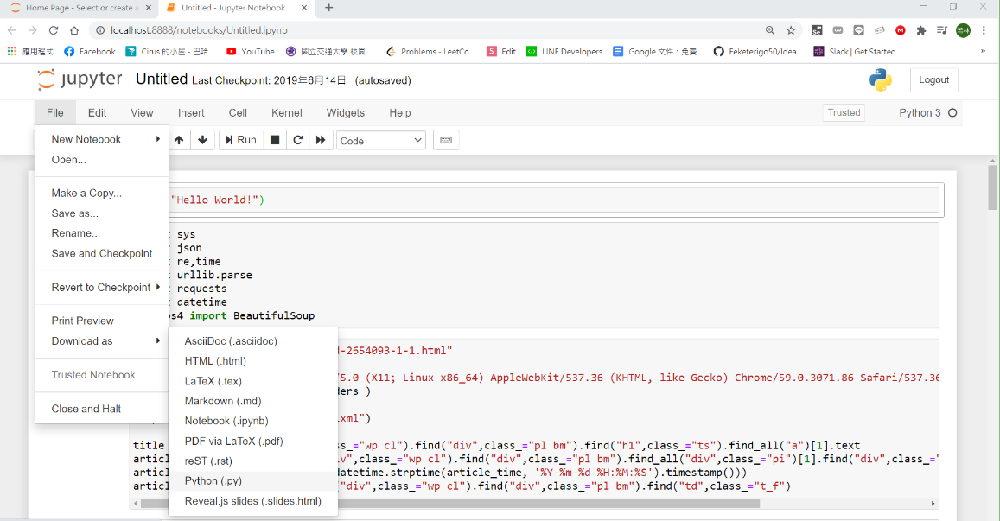 Home Page - Select or create a
Untitled - Jupyter Notebook
localhost:8888/notebooks/Untitled.ipynb
若林
應用程式
Facebook
Cirus 的小屋 - 巴哈...
YouTube
國立交通大學 校園...
Problems - LeetCo...
Edit
LINE Developers
Google 文件：免費...
Feketerigo50/Idea...
Slack | Get Started...
jupyter Untitled Last Checkpoint: 2019年6月14日 (autosaved)
Logout
File Edit View Insert Cell Kernel Widgets Help
Trusted
Python 3
New Notebook
Open...
Make a Copy...
Save as...
Rename...
Save and Checkpoint
Revert to Checkpoint
Print Preview
Download as
Trusted Notebook
Close and Halt
Run
Code
"Hello World!")
sys
json
re,time
urllib.parse
requests
datetime
os4 import BeautifulSoup
AsciiDoc (.asciidoc)
HTML (.html)
LaTeX (.tex)
Markdown (.md)
Notebook (.ipynb)
PDF via LaTeX (.pdf)
reST (.rst)
Python (.py)
Reveal.js slides (.slides.html)
-2654093-1-1.html"
/5.0 (X11; Linux x86_64) AppleWebKit/537.36 (KHTML, like Gecko) Chrome/59.0.3071.86 Safari/537.36
ders )
xml")
title
s_="wp cl").find("div",class_="pl bm").find("h1",class_="ts").find_all("a")[1].text
articl
iv",class_="wp cl").find("div",class_="pl bm").find_all("div",class_="pi")[1].find("div",class_=
articl
datetime.strptime(article_time, '%Y-%m-%d %H:%M:%S').timestamp()))
articl
"div",class_="wp cl").find("div",class_="pl bm").find("td",class_="t_f")